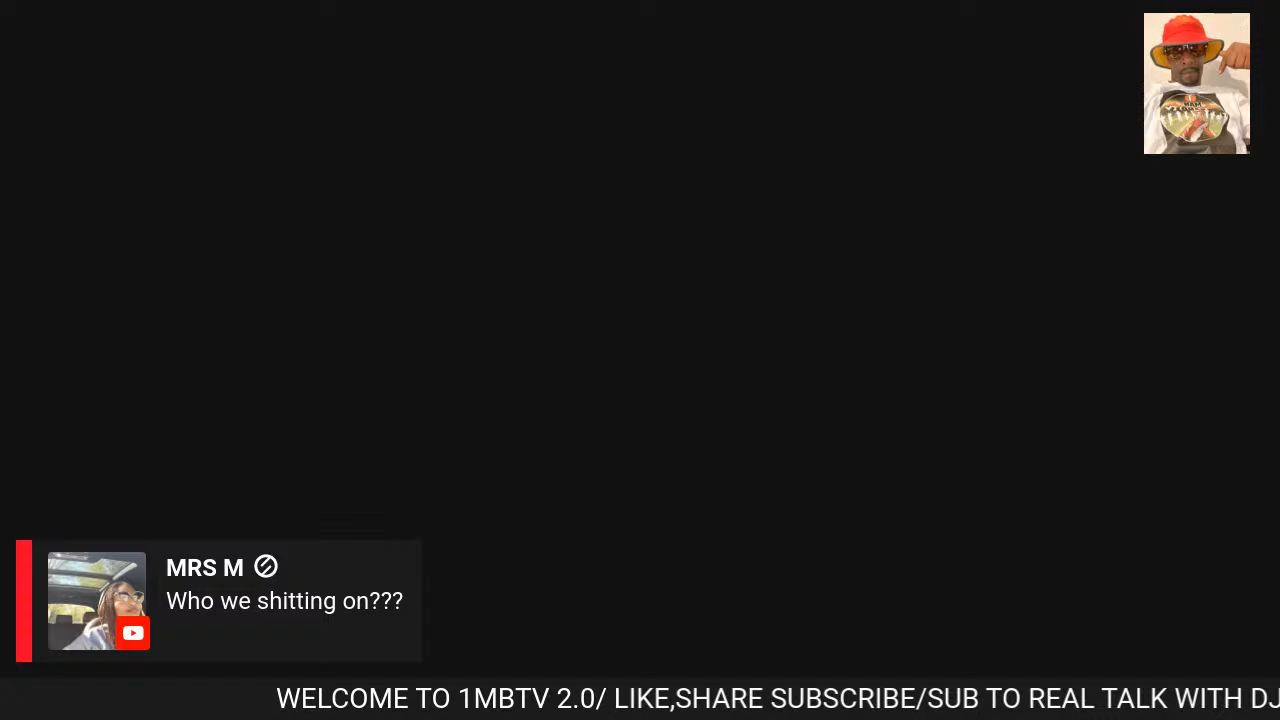 MRS M
Who we shitting on???
WELCOME TO 1MBTV 2.0/ LIKE,SHARE SUBSCRIBE/SUB TO REAL TALK WITH DJ